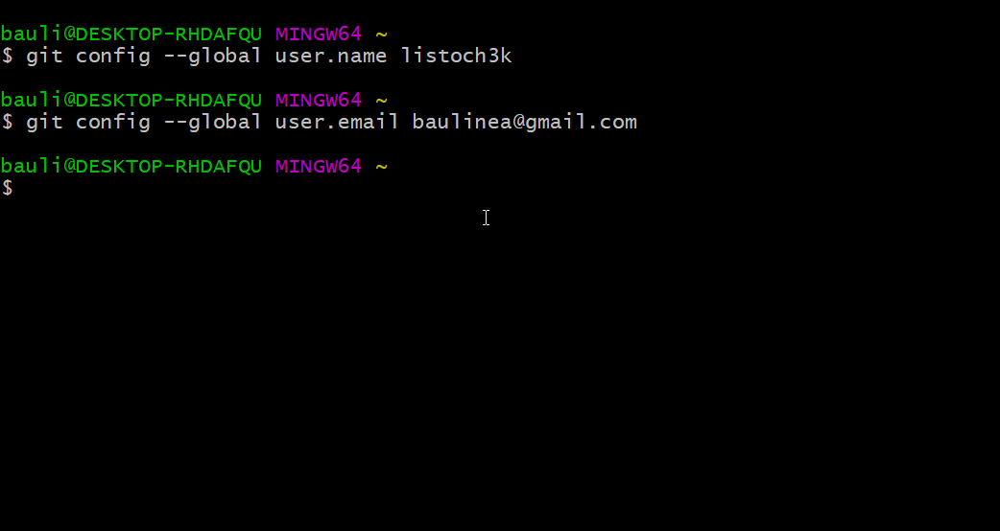 bauli@DESKTOP-RHDAFQU MINGW64 ~
$ git config --global user.name listoch3k
bauli@DESKTOP-RHDAFQU MINGW64 ~
$ git config --global user.email baulinea@gmail.com
bauli@DESKTOP-RHDAFQU MINGW64 ~
$